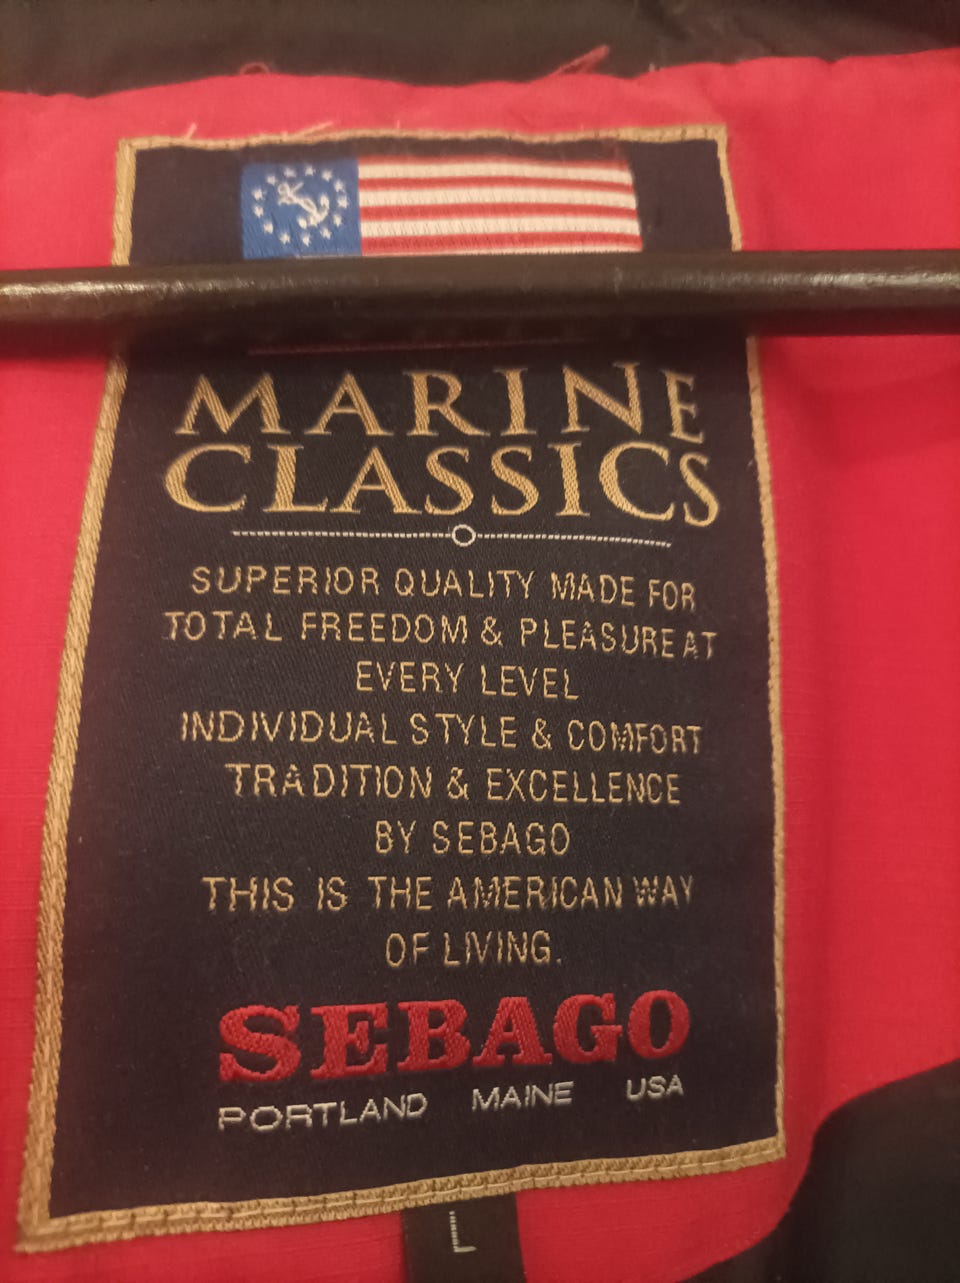 MARINE
CLASSICS
SUPERIOR QUALITY MADE FOR
TOTAL FREEDOM & PLEASURE AT
EVERY LEVEL
INDIVIDUAL STYLE & COMFORT
TRADITION & EXCELLENCE
BY SEBAGO
THIS IS THE AMERICAN WAY
OF LIVING.
SEBAGO
PORTLAND MAINE USA
L